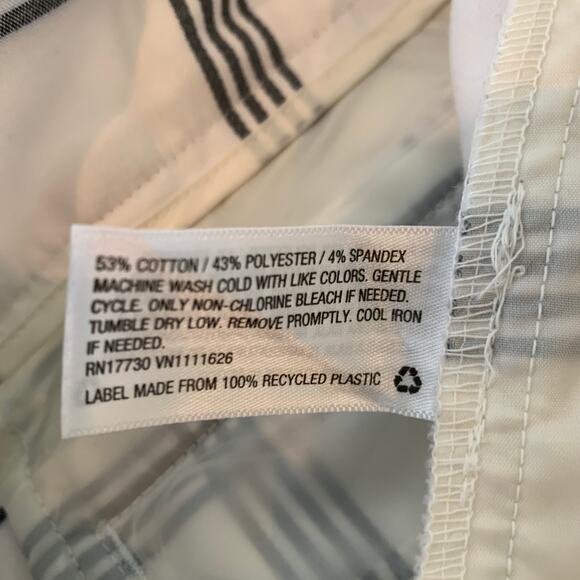 53% COTTON / 43% POLYESTER / 4% SPANDEX
MACHINE WASH COLD WITH LIKE COLORS. GENTLE
CYCLE. ONLY NON-CHLORINE BLEACH IF NEEDED.
TUMBLE DRY LOW. REMOVE PROMPTLY. COOL IRON
IF NEEDED.
RN17730 VN1111626
LABEL MADE FROM 100% RECYCLED PLASTIC